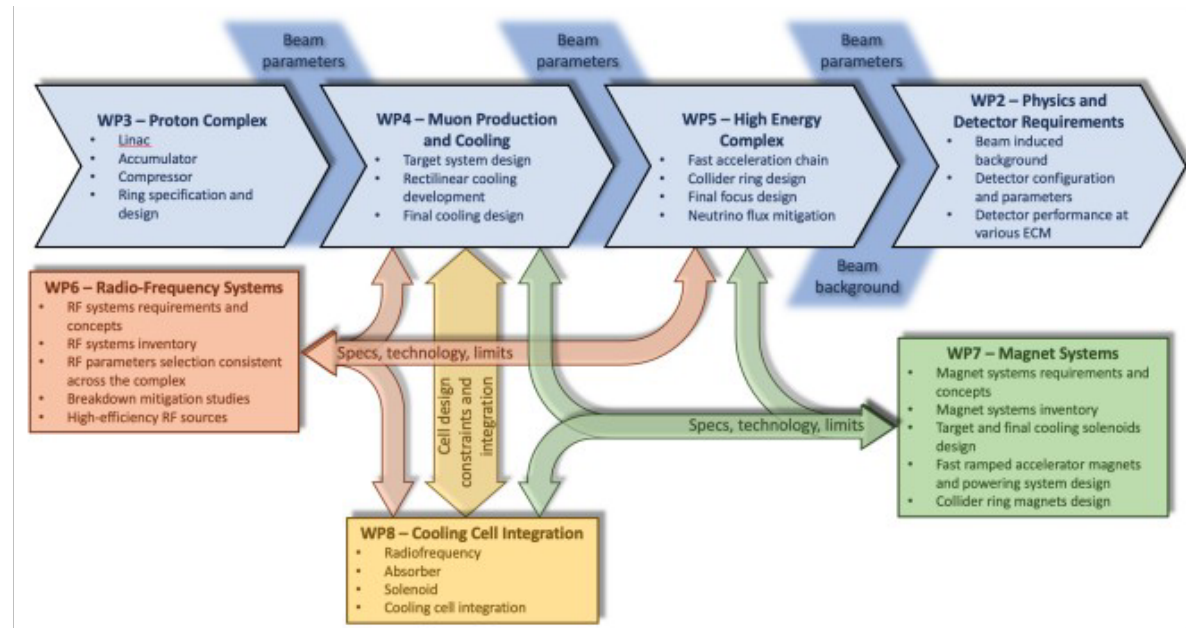 Beam
parameters
Beam
parameters
Beam
parameters
WP3 – Proton Complex
• Linac
• Accumulator
• Compressor
• Ring specification and
design
WP4 – Muon Production
and Cooling
• Target system design
• Rectilinear cooling
development
• Final cooling design
WP5 – High Energy
Complex
• Fast acceleration chain
• Collider ring design
• Final focus design
• Neutrino flux mitigation
WP2 – Physics and
Detector Requirements
• Beam induced
background
• Detector configuration
and parameters
• Detector performance at
various ECM
Beam
background
WP6 – Radio-Frequency Systems
• RF systems requirements and
concepts
• RF systems inventory
• RF parameters selection consistent
across the complex
• Breakdown mitigation studies
• High-efficiency RF sources
Specs, technology, limits
Cell design
constraints and
integration
Specs, technology, limits
WP7 – Magnet Systems
• Magnet systems requirements and
concepts
• Magnet systems inventory
• Target and final cooling solenoids
design
• Fast ramped accelerator magnets
and powering system design
• Collider ring magnets design
WP8 – Cooling Cell Integration
• Radiofrequency
• Absorber
• Solenoid
• Cooling cell integration